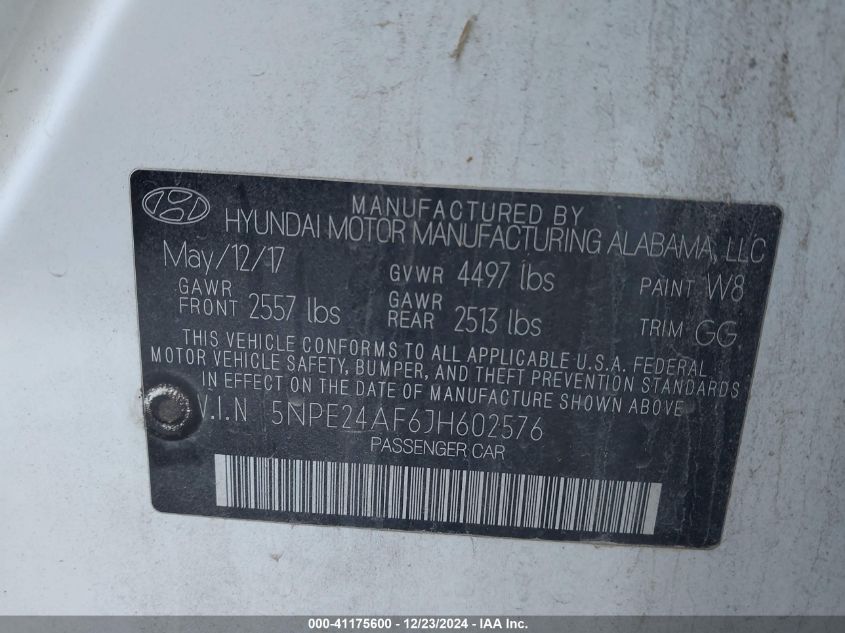 MANUFACTURED BY
HYUNDAI MOTOR MANUFACTURING ALABAMA, LLC
May/12/17 GVWR 4497 lbs PAINT W8
GAWR FRONT 2557 lbs GAWR REAR 2513 lbs TRIM GG
THIS VEHICLE CONFORMS TO ALL APPLICABLE U.S.A. FEDERAL
MOTOR VEHICLE SAFETY, BUMPER, AND THEFT PREVENTION STANDARDS
IN EFFECT ON THE DATE OF MANUFACTURE SHOWN ABOVE
V.I.N 5NPE24AF6JH602576
PASSENGER CAR
000-41175600 / 12/23/2024 - IAA Inc.